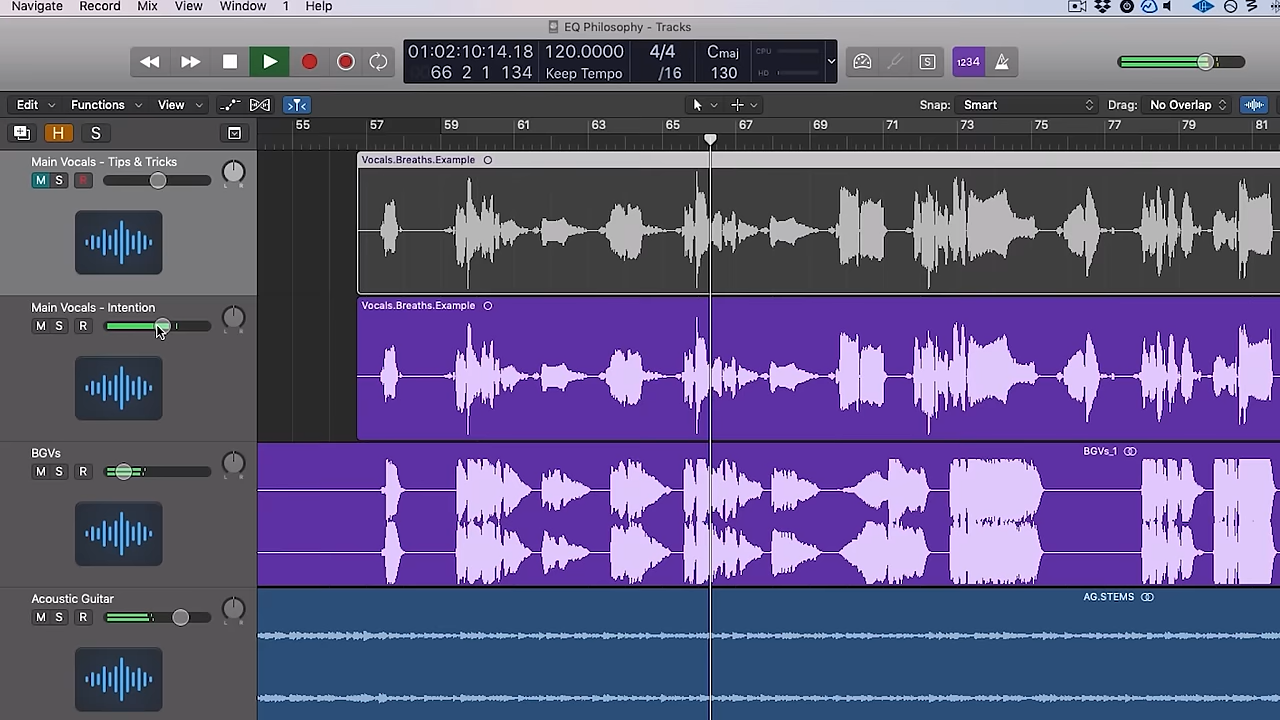 Navigate Record Mix View Window 1 Help
EQ Philosophy - Tracks
01:02:10:14.18 120.0000 4/4 Cmaj CPU
66 2 1 134 Keep Tempo /16 130 HD
S 1234
Edit Functions View Snap: Smart Drag: No Overlap
H S
55 57 59 61 63 65 67 69 71 73 75 77 79 81
Main Vocals - Tips & Tricks
M S R
L R
Vocals.Breaths.Example
Main Vocals - Intention
M S R
Vocals.Breaths.Example
BGVs
M S R
BGVs_1
Acoustic Guitar
M S R
AG.STEMS